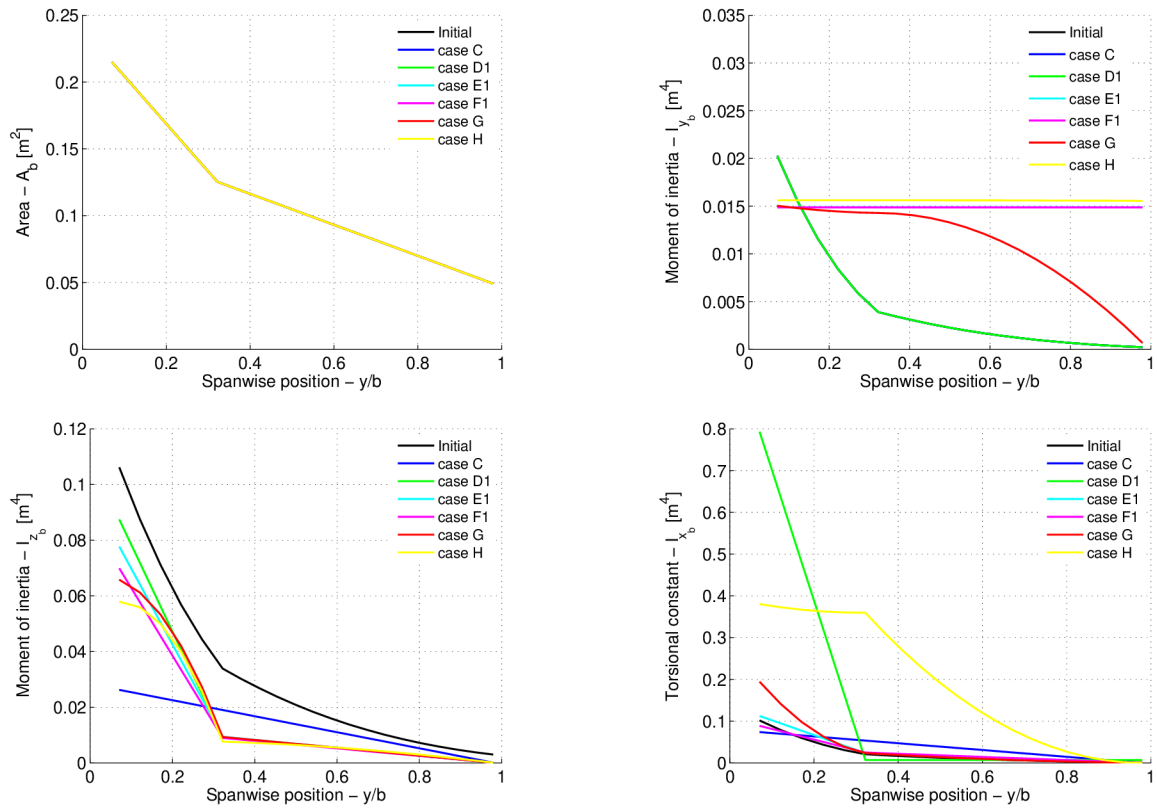 0.25
0.2
0.15
0.1
0.05
0
Area − A_b [m^2]
0
0.2
0.4
0.6
0.8
1
Spanwise position − y/b
Initial
case C
case D1
case E1
case F1
case G
case H
0.035
0.03
0.025
0.02
0.015
0.01
0.005
0
Moment of inertia − I_{y_b} [m^4]
0
0.2
0.4
0.6
0.8
1
Spanwise position − y/b
Initial
case C
case D1
case E1
case F1
case G
case H
0.12
0.1
0.08
0.06
0.04
0.02
0
Moment of inertia − I_{z_b} [m^4]
0
0.2
0.4
0.6
0.8
1
Spanwise position − y/b
Initial
case C
case D1
case E1
case F1
case G
case H
0.8
0.7
0.6
0.5
0.4
0.3
0.2
0.1
0
Torsional constant − I_{x_b} [m^4]
0
0.2
0.4
0.6
0.8
1
Spanwise position − y/b
Initial
case C
case D1
case E1
case F1
case G
case H